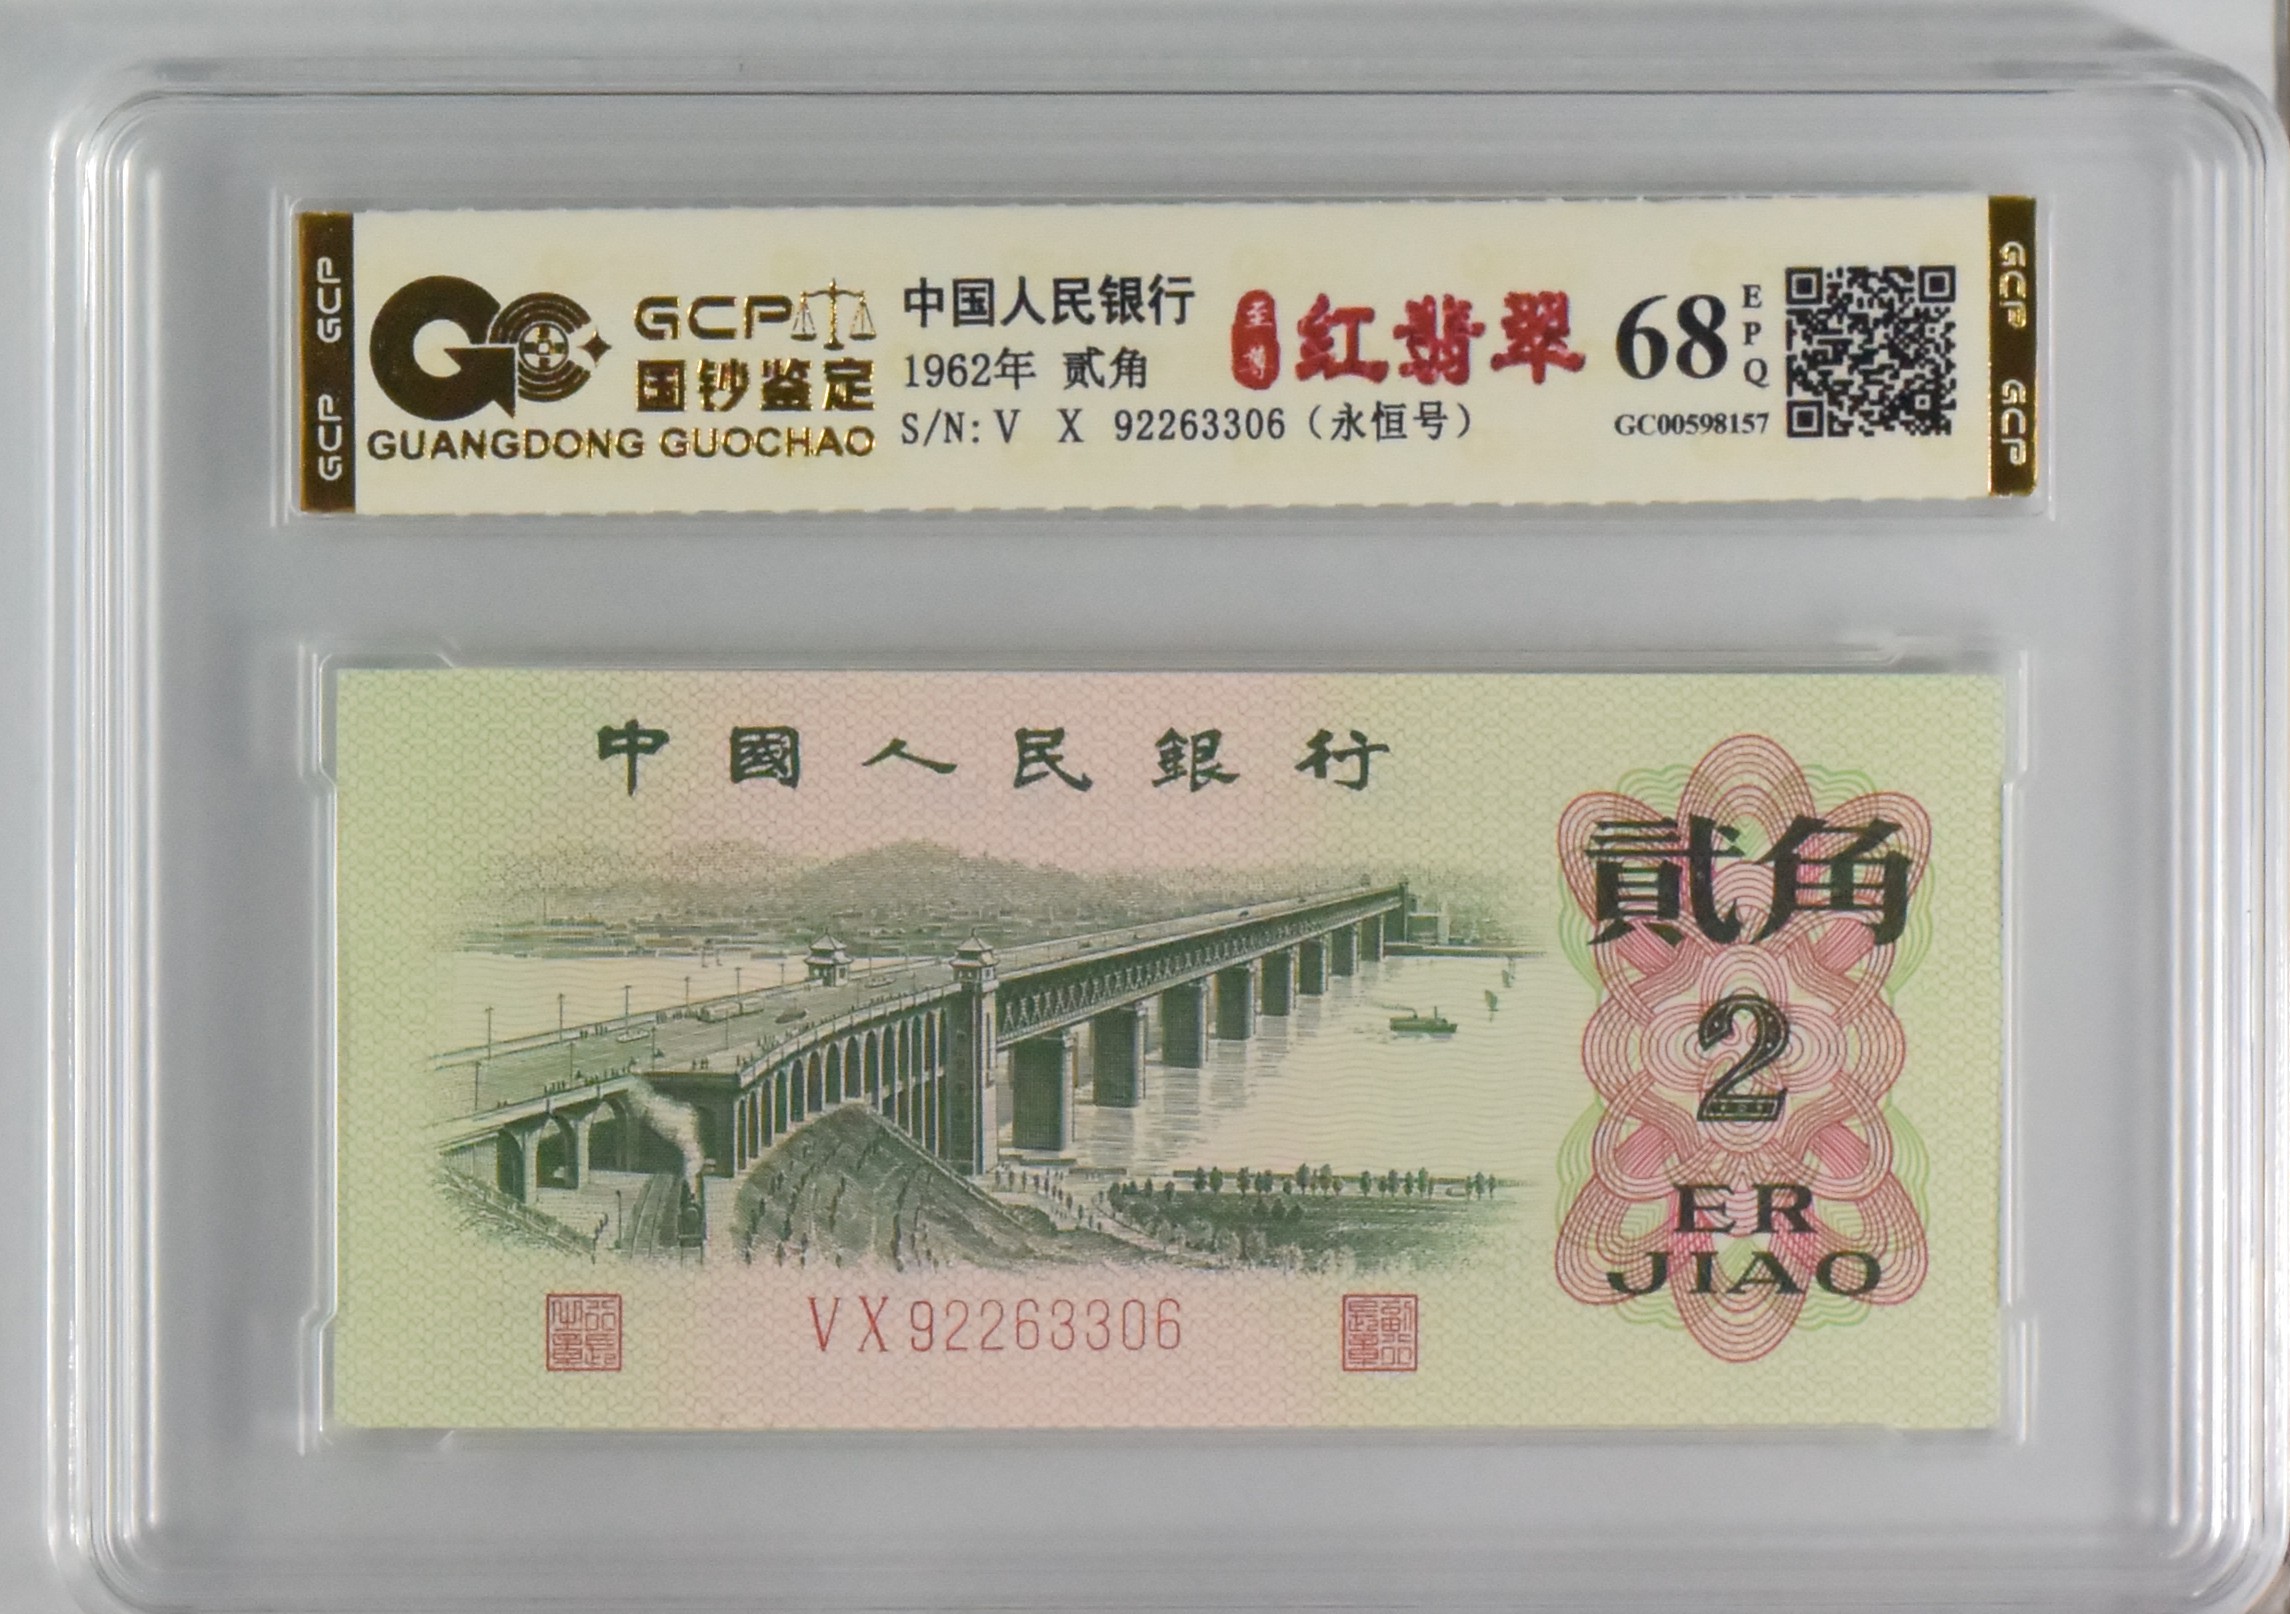 GCP
GCP
GCP
国钞鉴定
GUANGDONG GUOCHAO
中国人民银行
1962年 贰角
S/N: V X 92263306（永恒号）
至尊
红翡翠
68
EPQ
GC00598157
GCP
GCP
中國人民銀行
貳角
2
ER
JIAO
VX92263306